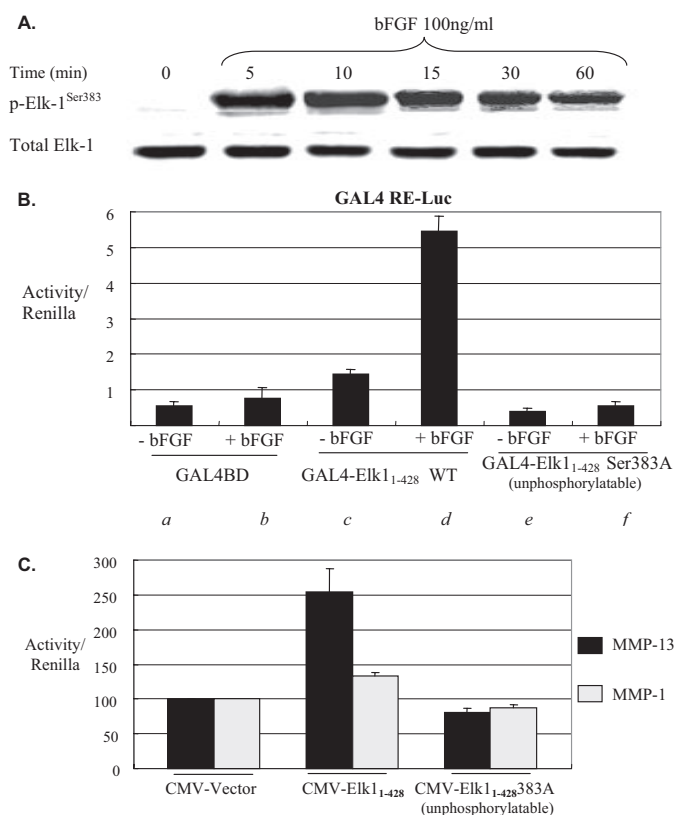 A.
bFGF 100ng/ml
Time (min) 0 5 10 15 30 60
p-Elk-1Ser383
Total Elk-1
B.
GAL4 RE-Luc
6
5
4
3
2
1
Activity/
Renilla
- bFGF + bFGF - bFGF + bFGF - bFGF + bFGF
GAL4BD GAL4-Elk11-428 WT GAL4-Elk11-428 Ser383A
(unphosphorylatable)
a b c d e f
C.
300
250
200
150
100
50
0
Activity/
Renilla
MMP-13
MMP-1
CMV-Vector CMV-Elk11-428 CMV-Elk11-428383A
(unphosphorylatable)